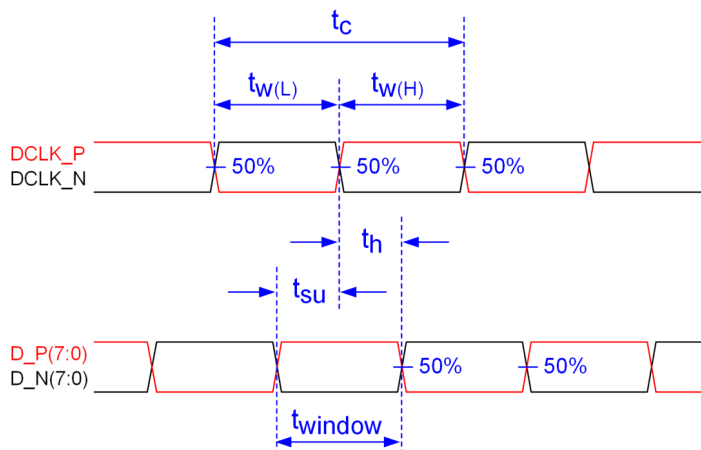 tc
tw(L) tw(H)
DCLK_P
DCLK_N
50% 50% 50%
th
tsu
D_P(7:0)
D_N(7:0)
50% 50%
twindow